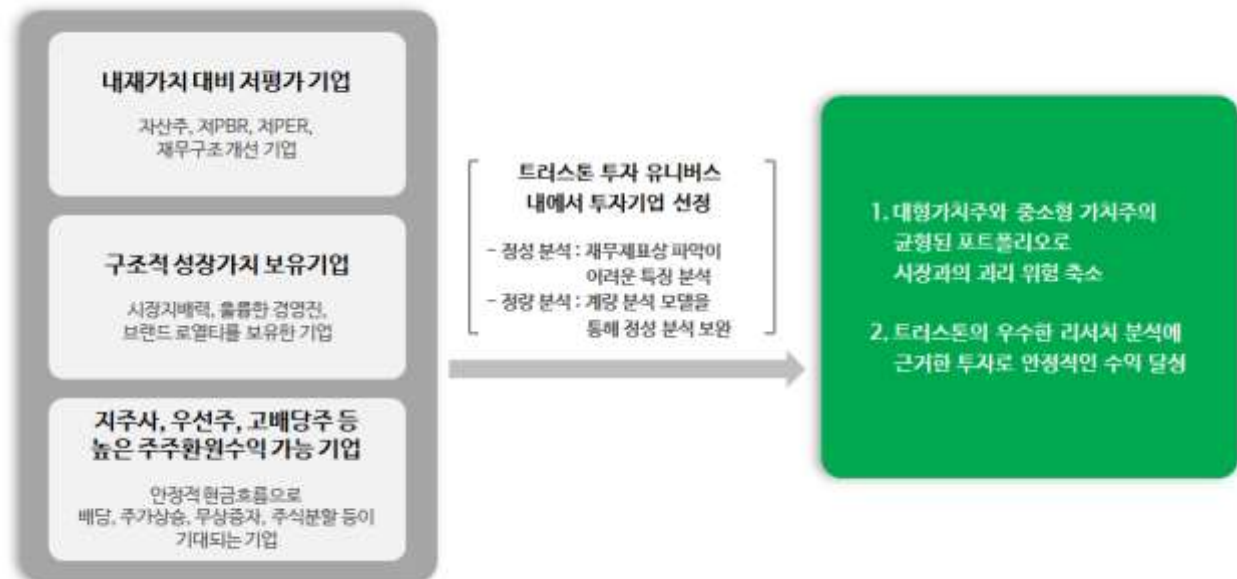 내재가치 대비 저평가 기업
자산주, 저PBR, 저PER,
재무구조 개선 기업
구조적 성장가치 보유기업
시장지배력, 훌륭한 경영진,
브랜드 로열티를 보유한 기업
지주사, 우선주, 고배당주 등
높은 주주환원수익 가능 기업
안정적 현금흐름으로
배당, 주가상승, 무상증자, 주식분할 등이
기대되는 기업
트러스톤 투자 유니버스
내에서 투자기업 선정
- 정성 분석 : 재무제표상 파악이
어려운 특징 분석
- 정량 분석 : 계량 분석 모델을
통해 정성 분석 보완
1. 대형가치주와 중소형 가치주의
균형된 포트폴리오로
시장과의 괴리 위험 축소
2. 트러스톤의 우수한 리서치 분석에
근거한 투자로 안정적인 수익 달성